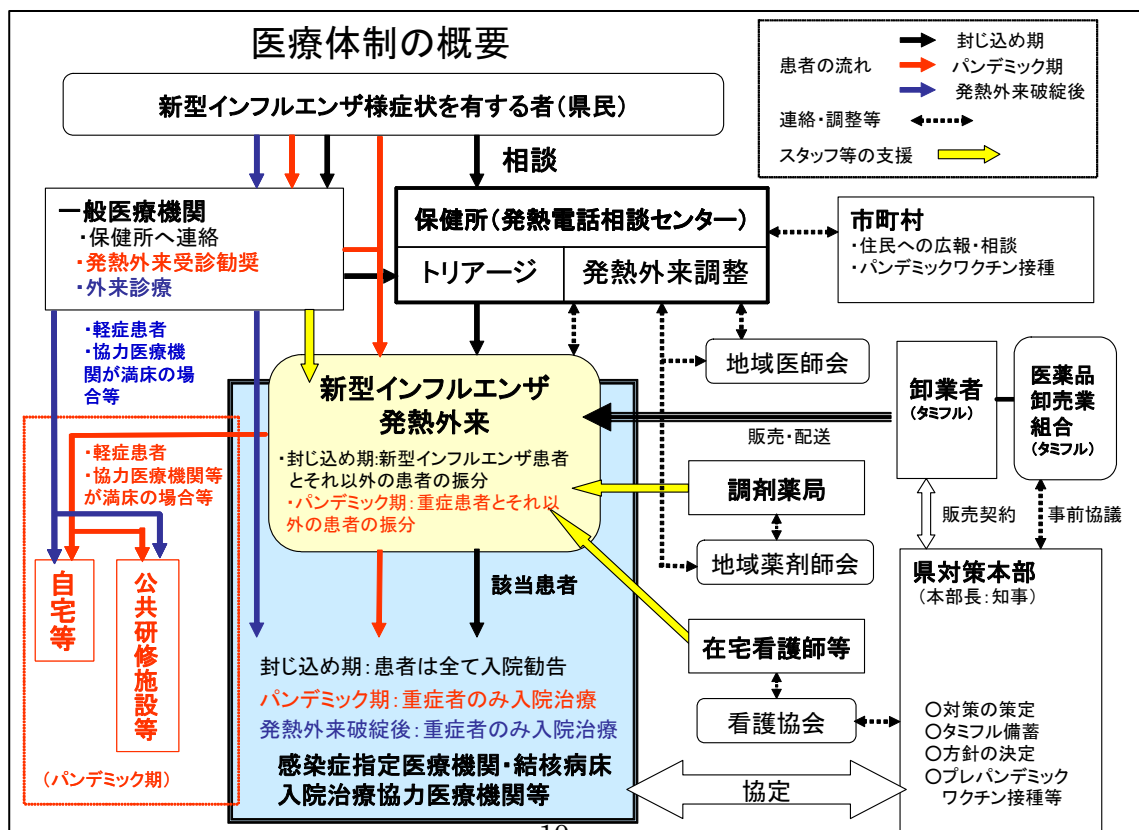 医療体制の概要
患者の流れ
封じ込め期
パンデミック期
発熱外来破綻後
連絡・調整等
スタッフ等の支援
新型インフルエンザ様症状を有する者(県民)
相談
一般医療機関
・保健所へ連絡
・発熱外来受診勧奨
・外来診療
保健所(発熱電話相談センター)
トリアージ
発熱外来調整
市町村
・住民への広報・相談
・パンデミックワクチン接種
・軽症患者
・協力医療機
関が満床の場
合等
地域医師会
卸業者
(タミフル)
医薬品
卸売業
組合
(タミフル)
新型インフルエンザ
発熱外来
・封じ込め期:新型インフルエンザ患者
とそれ以外の患者の振分
・パンデミック期:重症患者とそれ以
外の患者の振分
販売・配送
・軽症患者
・協力医療機関等
が満床の場合等
調剤薬局
販売契約
事前協議
地域薬剤師会
自宅等
公共研修施設等
(パンデミック期)
該当患者
県対策本部
(本部長:知事)
在宅看護師等
封じ込め期:患者は全て入院勧告
パンデミック期:重症者のみ入院治療
発熱外来破綻後:重症者のみ入院治療
看護協会
感染症指定医療機関・結核病床
入院治療協力医療機関等
協定
○対策の策定
○タミフル備蓄
○方針の決定
○プレパンデミック
ワクチン接種等